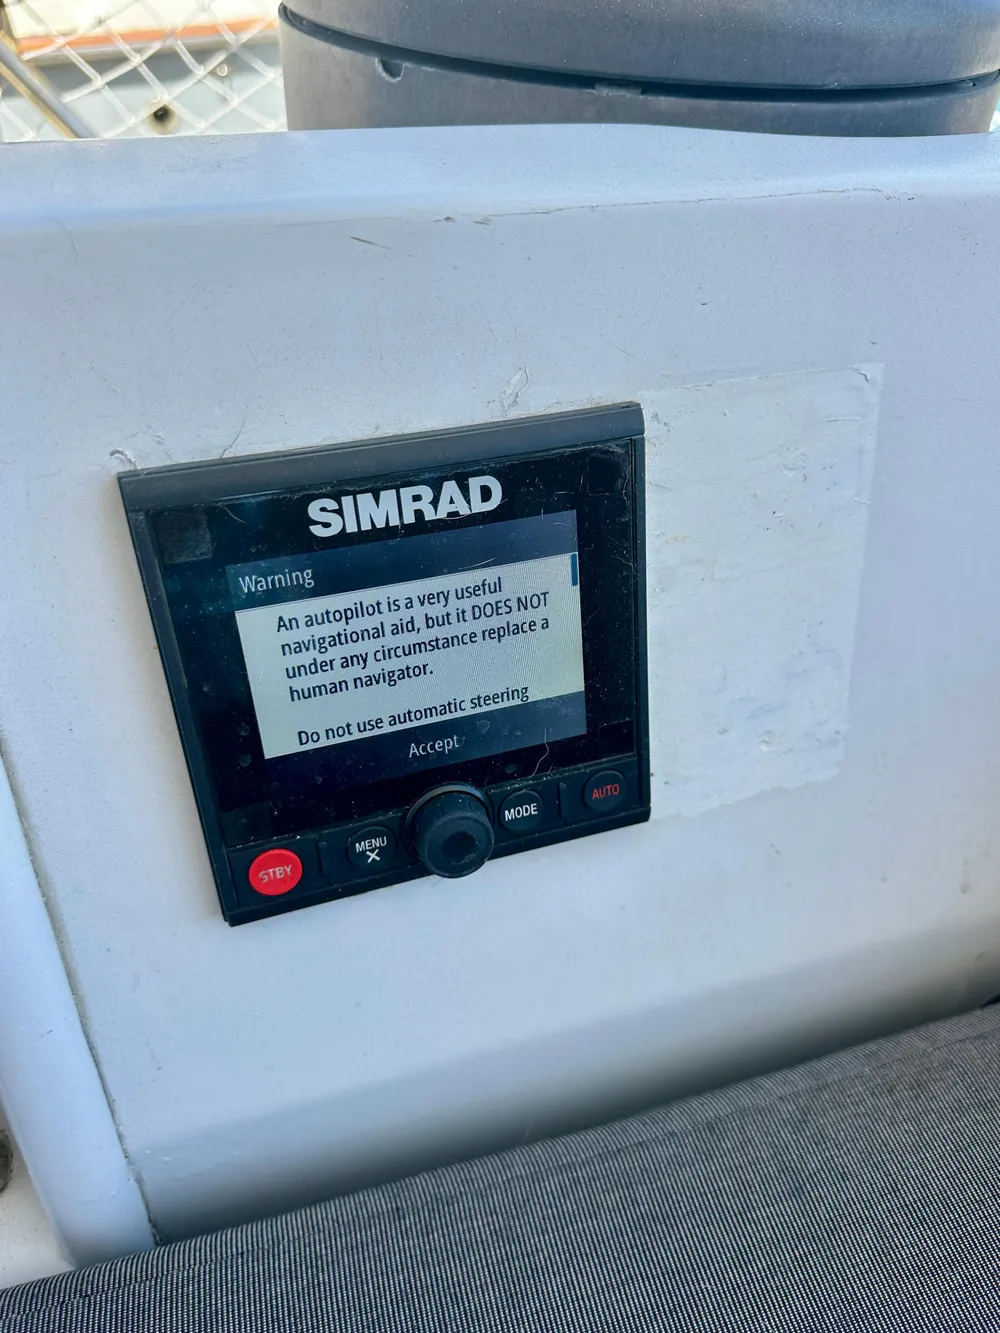 SIMRAD
Warning
An autopilot is a very useful
navigational aid, but it DOES NOT
under any circumstance replace a
human navigator.
Do not use automatic steering
Accept
STBY
MENU
MODE
AUTO